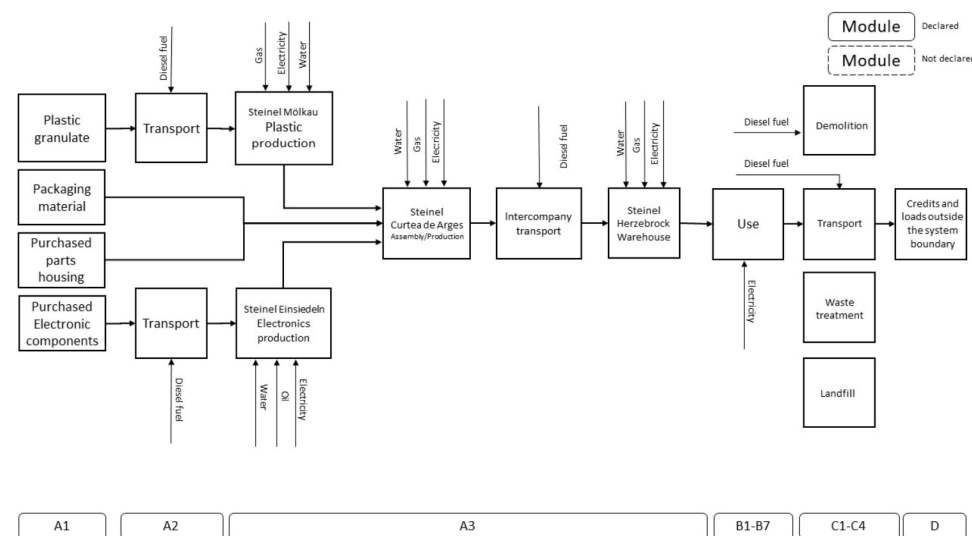 Module
Declared
Module
Not declared
Plastic
granulate
Diesel fuel
Transport
Gas
Electricity
Water
Steinel Mölkau
Plastic
production
Packaging
material
Purchased
parts
housing
Purchased
Electronic
components
Transport
Diesel fuel
Steinel Einsiedeln
Electronics
production
Water
Oil
Electricity
Water
Gas
Electricity
Steinel
Curtea de Arges
Assembly/Production
Diesel fuel
Intercompany
transport
Water
Gas
Electricity
Steinel
Herzebrock
Warehouse
Use
Electricity
Diesel fuel
Demolition
Diesel fuel
Transport
Waste
treatment
Landfill
Credits and
loads outside
the system
boundary
A1
A2
A3
B1-B7
C1-C4
D